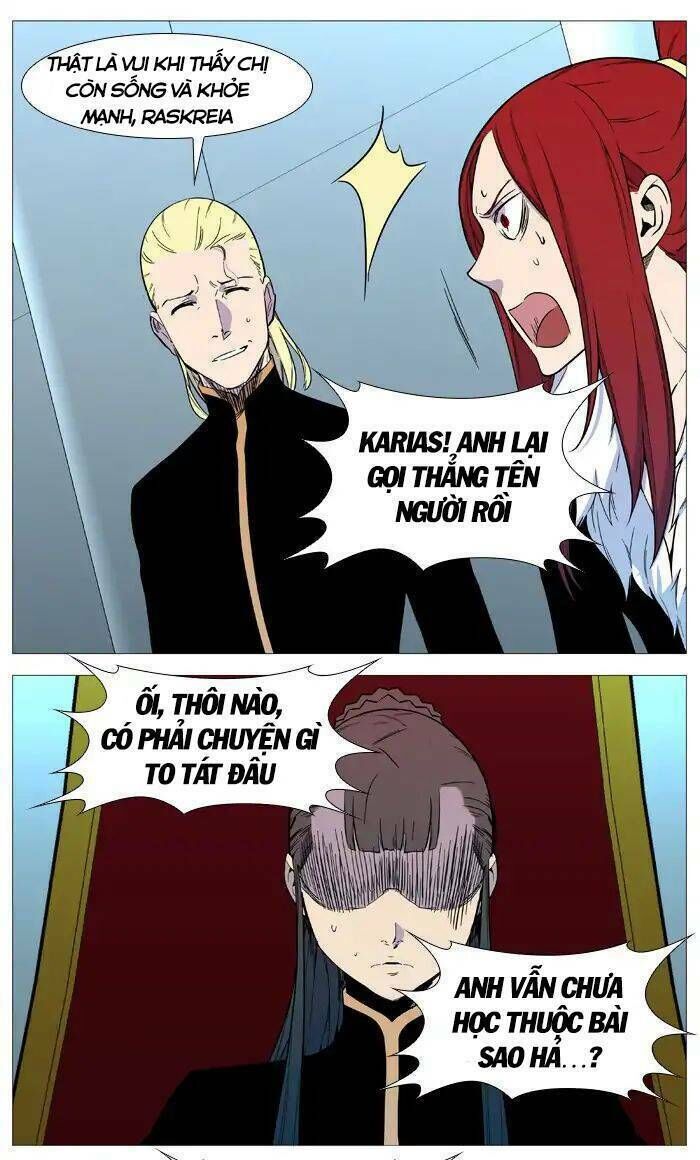 THẬT LÀ VUI KHI THẤY CHỊ
CÒN SỐNG VÀ KHỎE
MẠNH, RASKREIA
KARIAS! ANH LẠI
GỌI THẲNG TÊN
NGƯỜI RỒI
ỐI, THÔI NÀO,
CÓ PHẢI CHUYỆN GÌ
TO TÁT ĐÂU
ANH VẪN CHƯA
HỌC THUỘC BÀI
SAO HẢ...?